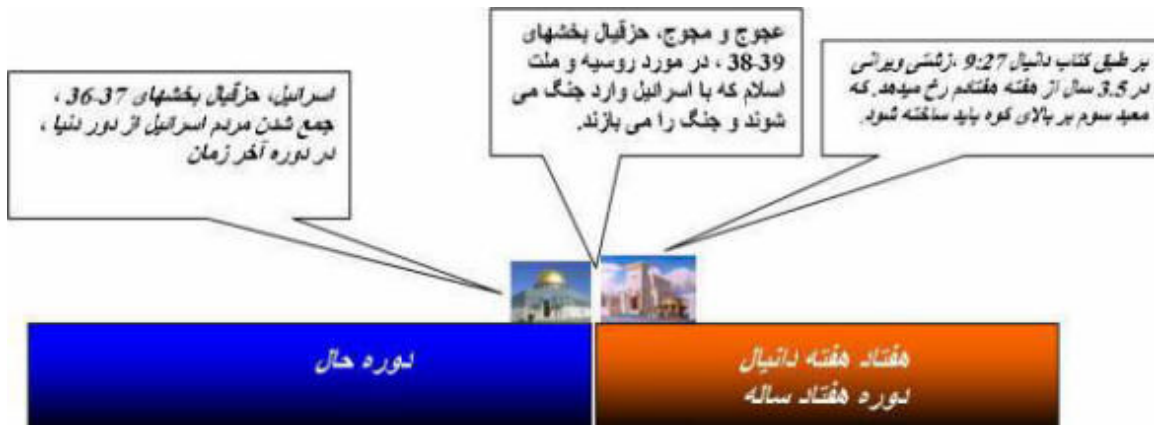 اسرائیل، حزقیال بخشهای 37-36 ،
جمع شدن مردم اسرائیل از دور دنیا ،
در دوره آخر زمان
عجوج و مجوج، حزقیال بخشهای
38-39 ، در مورد روسیه و ملت
اسلام که با اسرائیل وارد جنگ می
شوند و جنگ را می بازند.
بر طبق کتاب دانیال 9:27 ،زشتی ویرانی
در 3.5 سال از هفته هفتکم رخ میدهد. که
معبد سوم بر بالای کوه باید ساخته شود.
دوره حال
هفتاد هفته دانیال
دوره هفتاد ساله